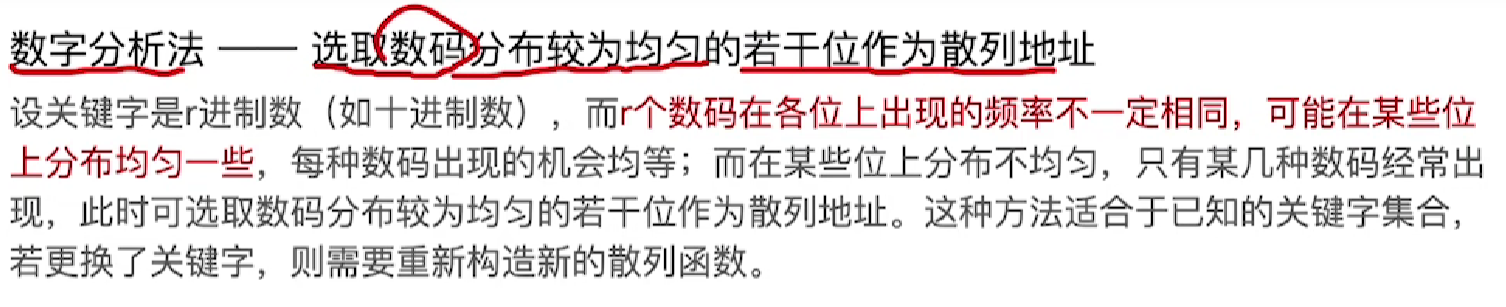 数字分析法 —— 选取数码分布较为均匀的若干位作为散列地址
设关键字是r进制数（如十进制数），而r个数码在各位上出现的频率不一定相同，可能在某些位
上分布均匀一些，每种数码出现的机会均等；而在某些位上分布不均匀，只有某几种数码经常出
现，此时可选取数码分布较为均匀的若干位作为散列地址。这种方法适合于已知的关键字集合，
若更换了关键字，则需要重新构造新的散列函数。